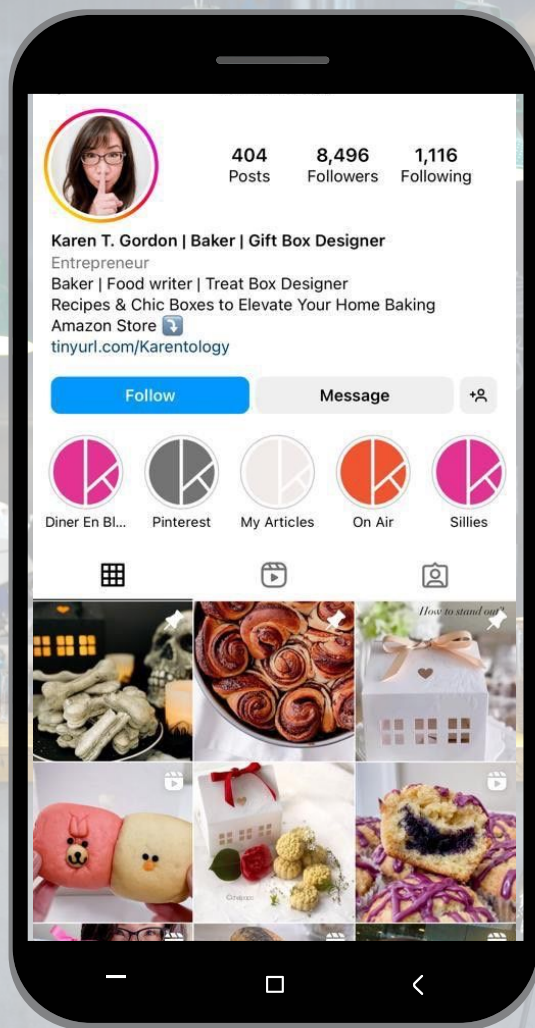 404 8,496 1,116
Posts Followers Following
Karen T. Gordon | Baker | Gift Box Designer
Entrepreneur
Baker | Food writer | Treat Box Designer
Recipes & Chic Boxes to Elevate Your Home Baking
Amazon Store
tinyurl.com/Karentology
Follow Message
Diner En Bl... Pinterest My Articles On Air Sillies
How to stand out?